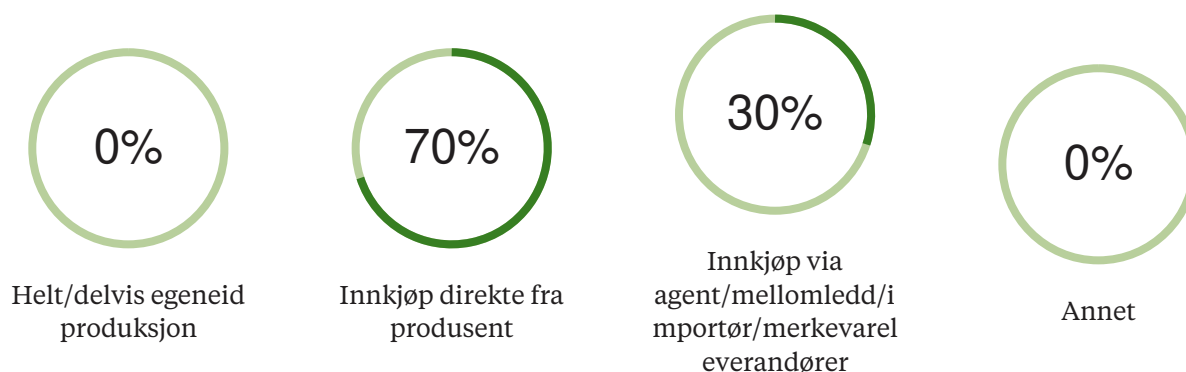 0%
Helt/delvis egeneid
produksjon
70%
Innkjøp direkte fra
produsent
30%
Innkjøp via
agent/mellomledd/i
mportør/merkevarel
everandører
0%
Annet